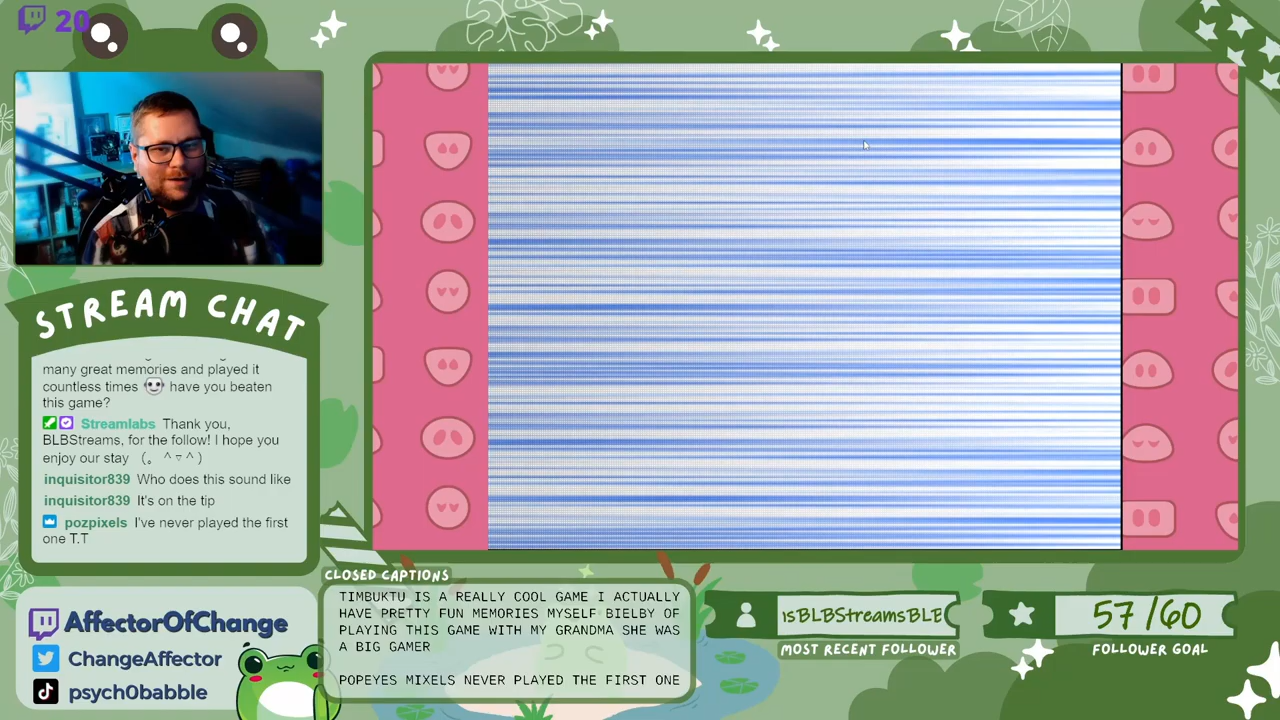 20
STREAM CHAT
many great memories and played it
countless times have you beaten
this game?
Streamlabs Thank you,
BLBStreams, for the follow! I hope you
enjoy our stay (｡ ^ ᵕ ^ )
inquisitor839 Who does this sound like
inquisitor839 It's on the tip
pozpixels I've never played the first
one T.T
AffectorOfChange
ChangeAffector
psych0babble
CLOSED CAPTIONS
TIMBUKTU IS A REALLY COOL GAME I ACTUALLY
HAVE PRETTY FUN MEMORIES MYSELF BIELBY OF
PLAYING THIS GAME WITH MY GRANDMA SHE WAS
A BIG GAMER
POPEYES MIXELS NEVER PLAYED THE FIRST ONE
isBLBStreamsBLB
MOST RECENT FOLLOWER
57/60
FOLLOWER GOAL